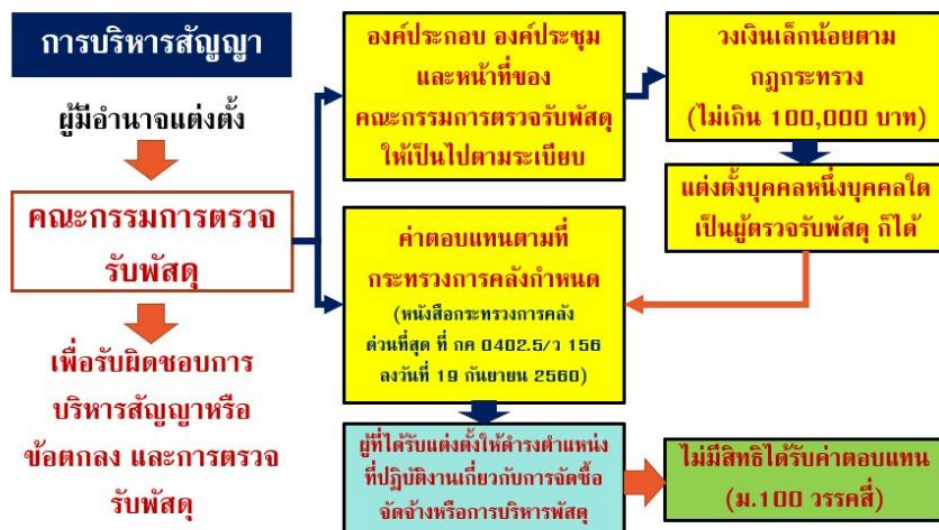 การบริหารสัญญา
ผู้มีอำนาจแต่งตั้ง
คณะกรรมการตรวจ
รับพัสดุ
เพื่อรับผิดชอบการ
บริหารสัญญาหรือ
ข้อตกลง และการตรวจ
รับพัสดุ
องค์ประกอบ องค์ประชุม
และหน้าที่ของ
คณะกรรมการตรวจรับพัสดุ
ให้เป็นไปตามระเบียบ
วงเงินเล็กน้อยตาม
กฎกระทรวง
(ไม่เกิน 100,000 บาท)
แต่งตั้งบุคคลหนึ่งบุคคลใด
เป็นผู้ตรวจรับพัสดุ ก็ได้
ค่าตอบแทนตามที่
กระทรวงการคลังกำหนด
(หนังสือกระทรวงการคลัง
ด่วนที่สุด ที่ กค 0402.5/ว 156
ลงวันที่ 19 กันยายน 2560)
ผู้ที่ได้รับแต่งตั้งให้ดำรงตำแหน่ง
ที่ปฏิบัติงานเกี่ยวกับการจัดซื้อ
จัดจ้างหรือการบริหารพัสดุ
ไม่มีสิทธิได้รับค่าตอบแทน
(ม.100 วรรคสี่)